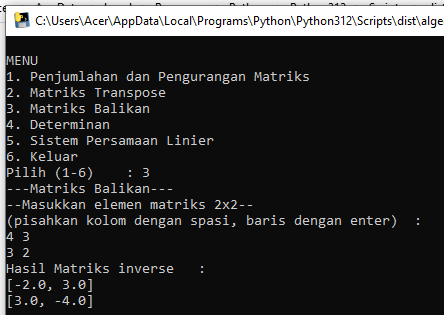 C:\Users\Acer\AppData\Local\Programs\Python\Python312\Scripts\dist\alge
MENU
1. Penjumlahan dan Pengurangan Matriks
2. Matriks Transpose
3. Matriks Balikan
4. Determinan
5. Sistem Persamaan Linier
6. Keluar
Pilih (1-6)    : 3
---Matriks Balikan---
--Masukkan elemen matriks 2x2--
(pisahkan kolom dengan spasi, baris dengan enter)  :
4 3
3 2
Hasil Matriks inverse   :
[-2.0, 3.0]
[3.0, -4.0]